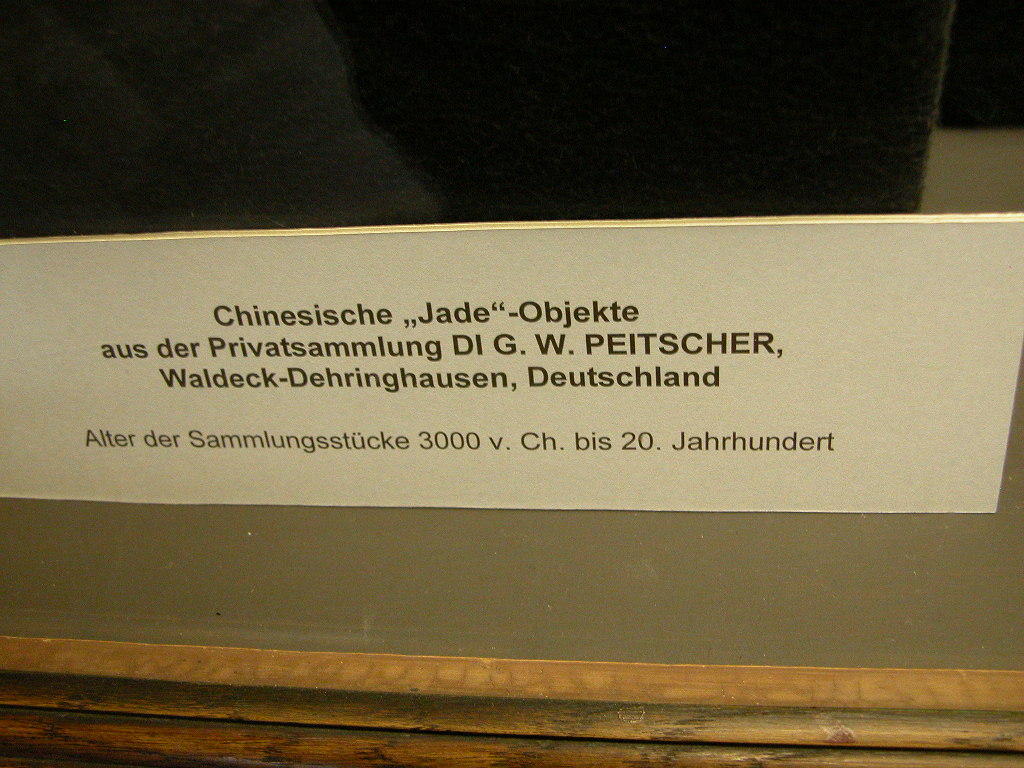 Chinesische „Jade“-Objekte
aus der Privatsammlung DI G. W. PEITSCHER,
Waldeck-Dehringhausen, Deutschland
Alter der Sammlungsstücke 3000 v. Ch. bis 20. Jahrhundert